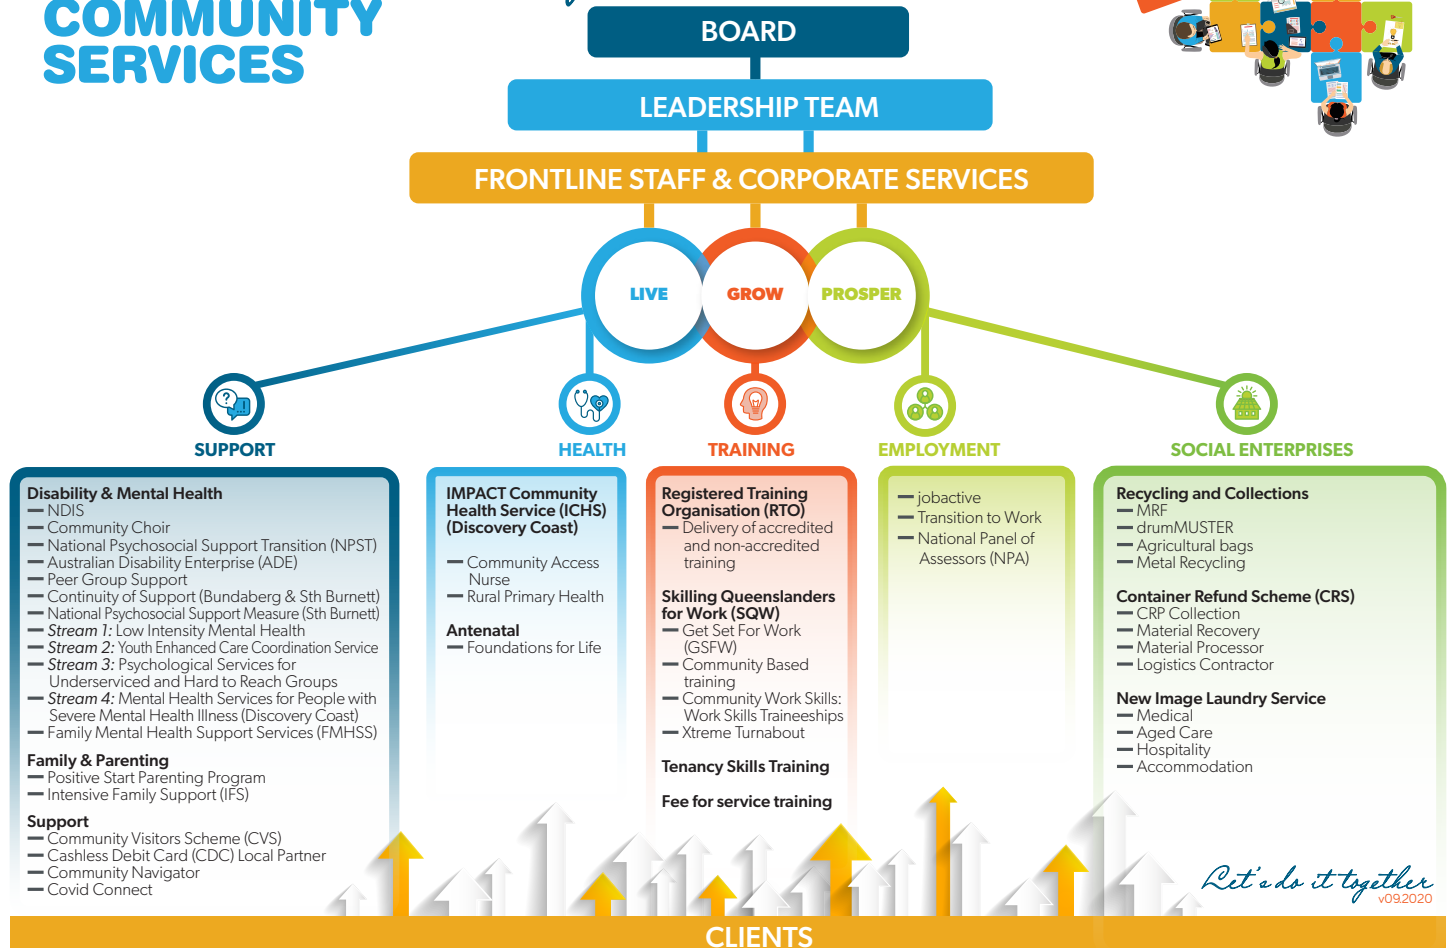 COMMUNITY
SERVICES
BOARD
LEADERSHIP TEAM
FRONTLINE STAFF & CORPORATE SERVICES
LIVE
GROW
PROSPER
SUPPORT
Disability & Mental Health
— NDIS
— Community Choir
— National Psychosocial Support Transition (NPST)
— Australian Disability Enterprise (ADE)
— Peer Group Support
— Continuity of Support (Bundaberg & Sth Burnett)
— National Psychosocial Support Measure (Sth Burnett)
— Stream 1: Low Intensity Mental Health
— Stream 2: Youth Enhanced Care Coordination Service
— Stream 3: Psychological Services for
Underserviced and Hard to Reach Groups
— Stream 4: Mental Health Services for People with
Severe Mental Health Illness (Discovery Coast)
— Family Mental Health Support Services (FMHSS)
Family & Parenting
— Positive Start Parenting Program
— Intensive Family Support (IFS)
Support
— Community Visitors Scheme (CVS)
— Cashless Debit Card (CDC) Local Partner
— Community Navigator
— Covid Connect
HEALTH
IMPACT Community
Health Service (ICHS)
(Discovery Coast)
— Community Access
Nurse
— Rural Primary Health
Antenatal
— Foundations for Life
TRAINING
Registered Training
Organisation (RTO)
— Delivery of accredited
and non-accredited
training
Skilling Queenslanders
for Work (SQW)
— Get Set For Work
(GSFW)
— Community Based
training
— Community Work Skills:
Work Skills Traineeships
— Xtreme Turnabout
Tenancy Skills Training
Fee for service training
EMPLOYMENT
— jobactive
— Transition to Work
— National Panel of
Assessors (NPA)
SOCIAL ENTERPRISES
Recycling and Collections
— MRF
— drumMUSTER
— Agricultural bags
— Metal Recycling
Container Refund Scheme (CRS)
— CRP Collection
— Material Recovery
— Material Processor
— Logistics Contractor
New Image Laundry Service
— Medical
— Aged Care
— Hospitality
— Accommodation
Let's do it together
v09.2020
CLIENTS